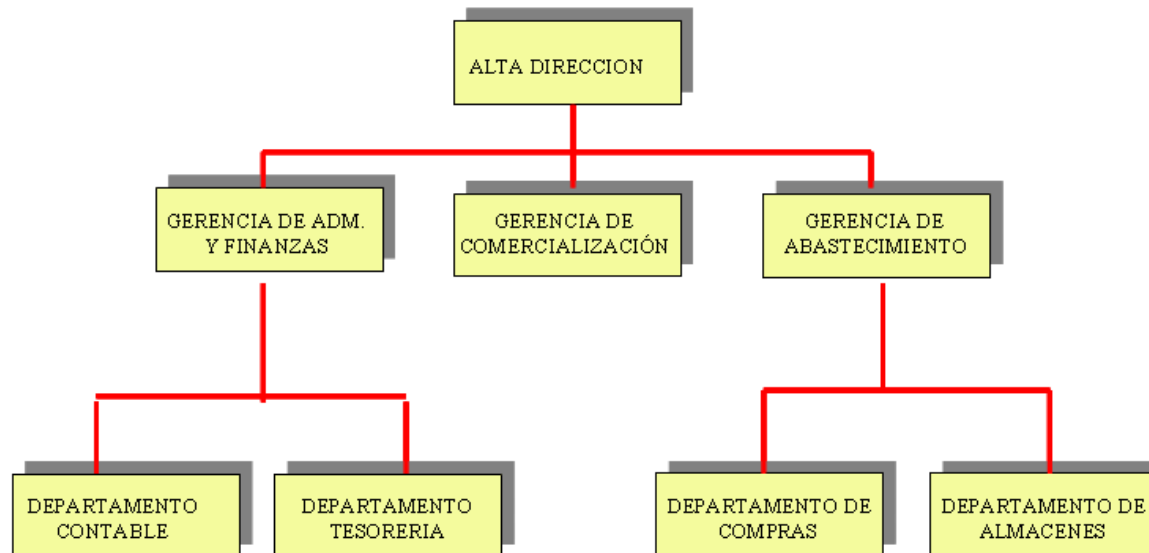 ALTA DIRECCION
GERENCIA DE ADM.
Y FINANZAS
GERENCIA DE
COMERCIALIZACIÓN
GERENCIA DE
ABASTECIMIENTO
DEPARTAMENTO
CONTABLE
DEPARTAMENTO
TESORERIA
DEPARTAMENTO DE
COMPRAS
DEPARTAMENTO DE
ALMACENES